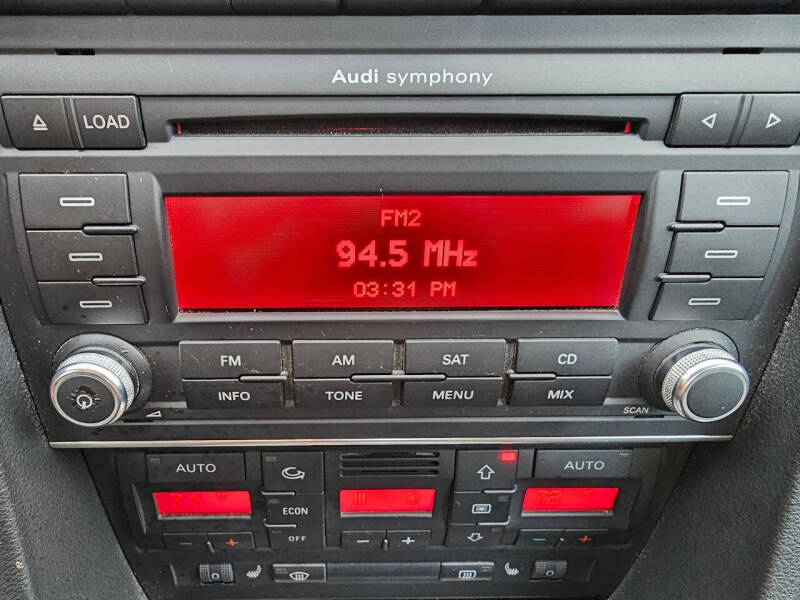 Audi symphony
LOAD
FM2
94.5 MHz
03:31 PM
FM AM SAT CD
INFO TONE MENU MIX
SCAN
AUTO AUTO
ECON
72
OFF